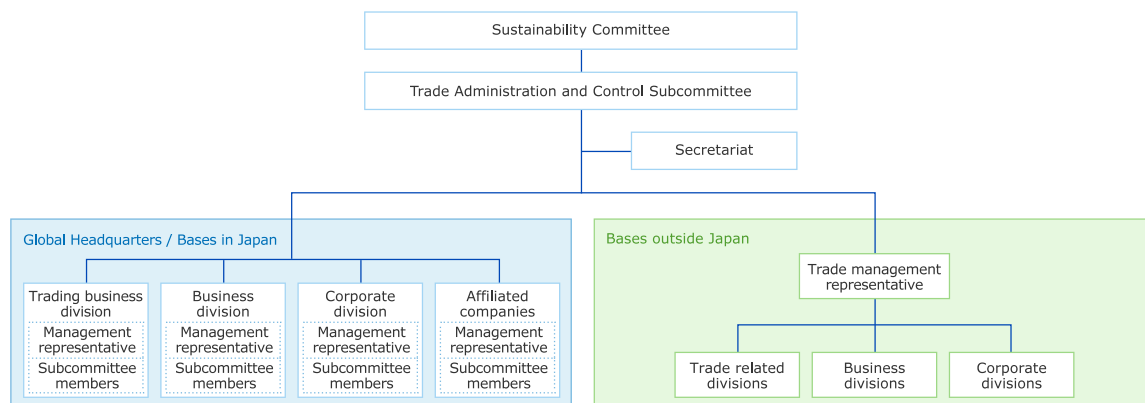 Sustainability Committee
Trade Administration and Control Subcommittee
Secretariat
Global Headquarters / Bases in Japan
Trading business
division
Management
representative
Subcommittee
members
Business
division
Management
representative
Subcommittee
members
Corporate
division
Management
representative
Subcommittee
members
Affiliated
companies
Management
representative
Subcommittee
members
Bases outside Japan
Trade management
representative
Trade related
divisions
Business
divisions
Corporate
divisions